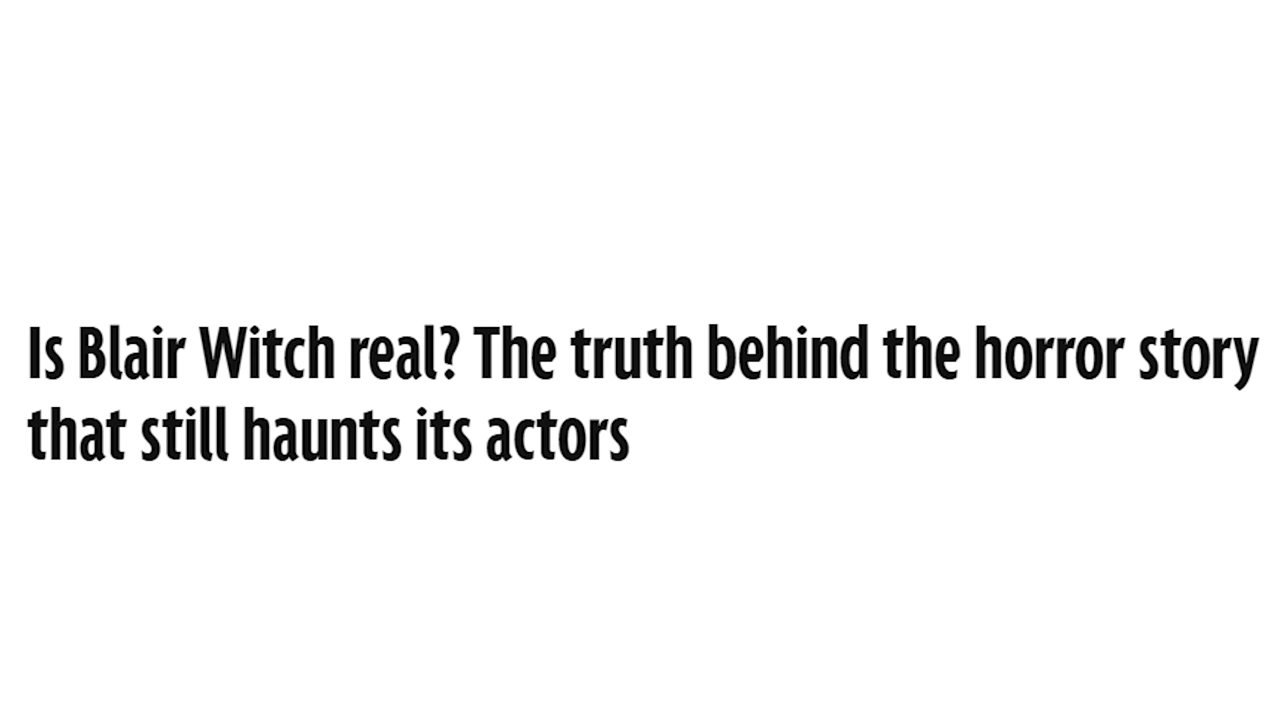 Is Blair Witch real? The truth behind the horror story
that still haunts its actors